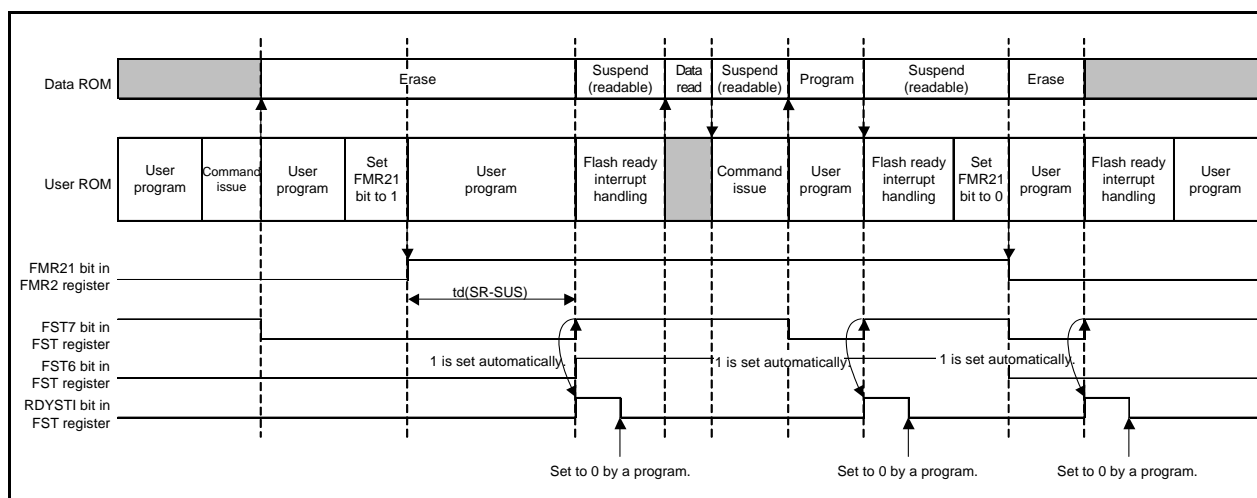 Data ROM
Erase
Suspend
(readable)
Data
read
Suspend
(readable)
Program
Suspend
(readable)
Erase
User ROM
User
program
Command
issue
User
program
Set
FMR21
bit to 1
User
program
Flash ready
interrupt
handling
Command
issue
User
program
Flash ready
interrupt
handling
Set
FMR21
bit to 0
User
program
Flash ready
interrupt
handling
User
program
FMR21 bit in
FMR2 register
td(SR-SUS)
FST7 bit in
FST register
1 is set automatically.
1 is set automatically.
1 is set automatically.
FST6 bit in
FST register
RDYSTI bit in
FST register
Set to 0 by a program.
Set to 0 by a program.
Set to 0 by a program.